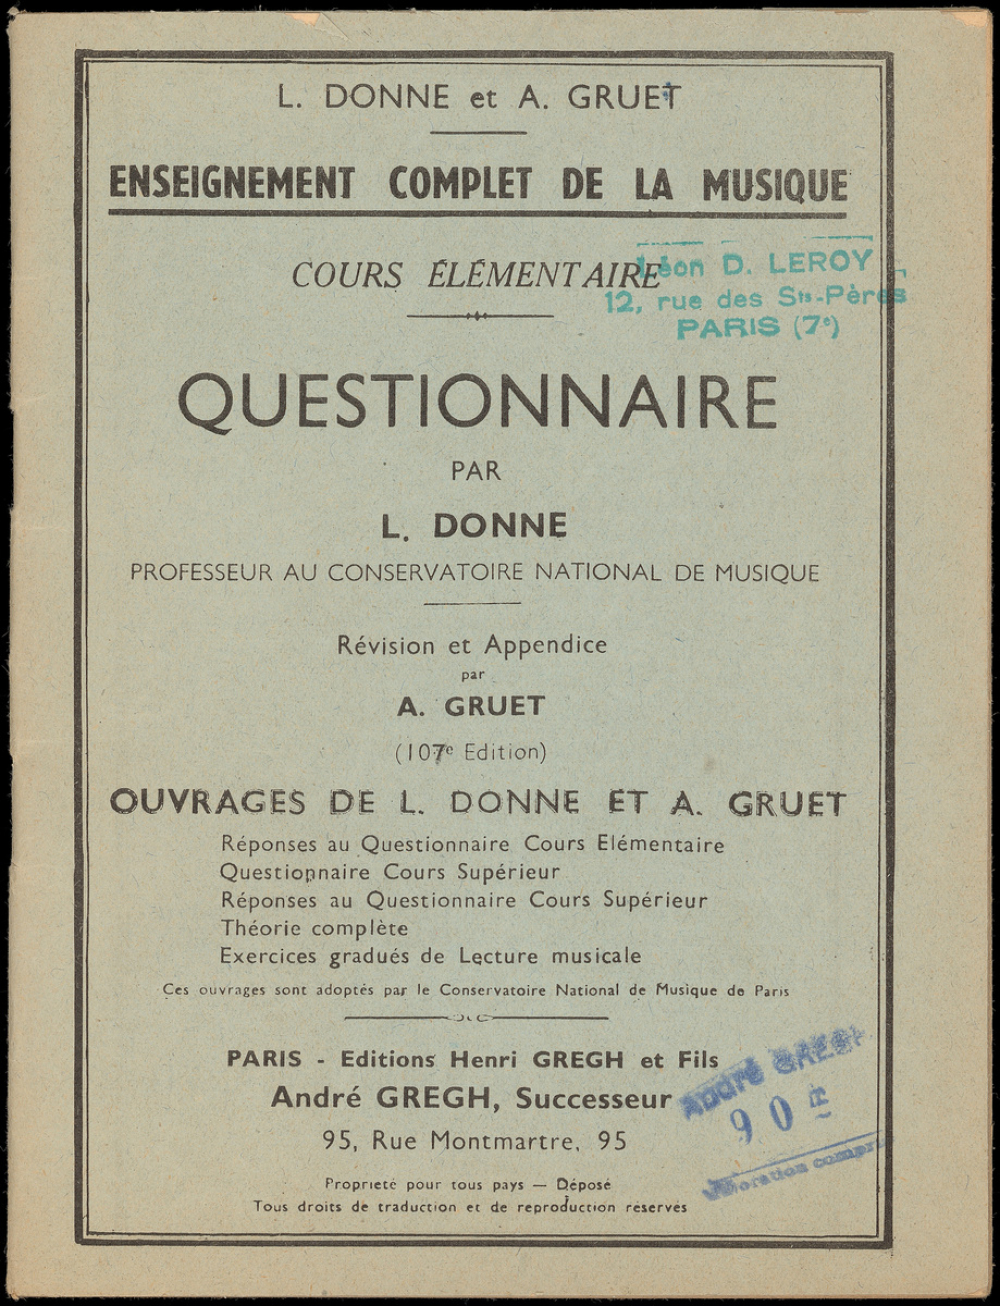 L. DONNE et A. GRUET
ENSEIGNEMENT COMPLET DE LA MUSIQUE
COURS ÉLÉMENTAIRE
Léon D. LEROY
12, rue des Sts-Pères
PARIS (7e)
QUESTIONNAIRE
PAR
L. DONNE
PROFESSEUR AU CONSERVATOIRE NATIONAL DE MUSIQUE
Révision et Appendice
par
A. GRUET
(107e Edition)
OUVRAGES DE L. DONNE ET A. GRUET
Réponses au Questionnaire Cours Elémentaire
Questionnaire Cours Supérieur
Réponses au Questionnaire Cours Supérieur
Théorie complète
Exercices gradués de Lecture musicale
Ces ouvrages sont adoptés par le Conservatoire National de Musique de Paris
PARIS - Editions Henri GREGH et Fils
André GREGH, Successeur
95, Rue Montmartre, 95
André GREGH
90 F
Propriété pour tous pays — Déposé
Tous droits de traduction et de reproduction réservés